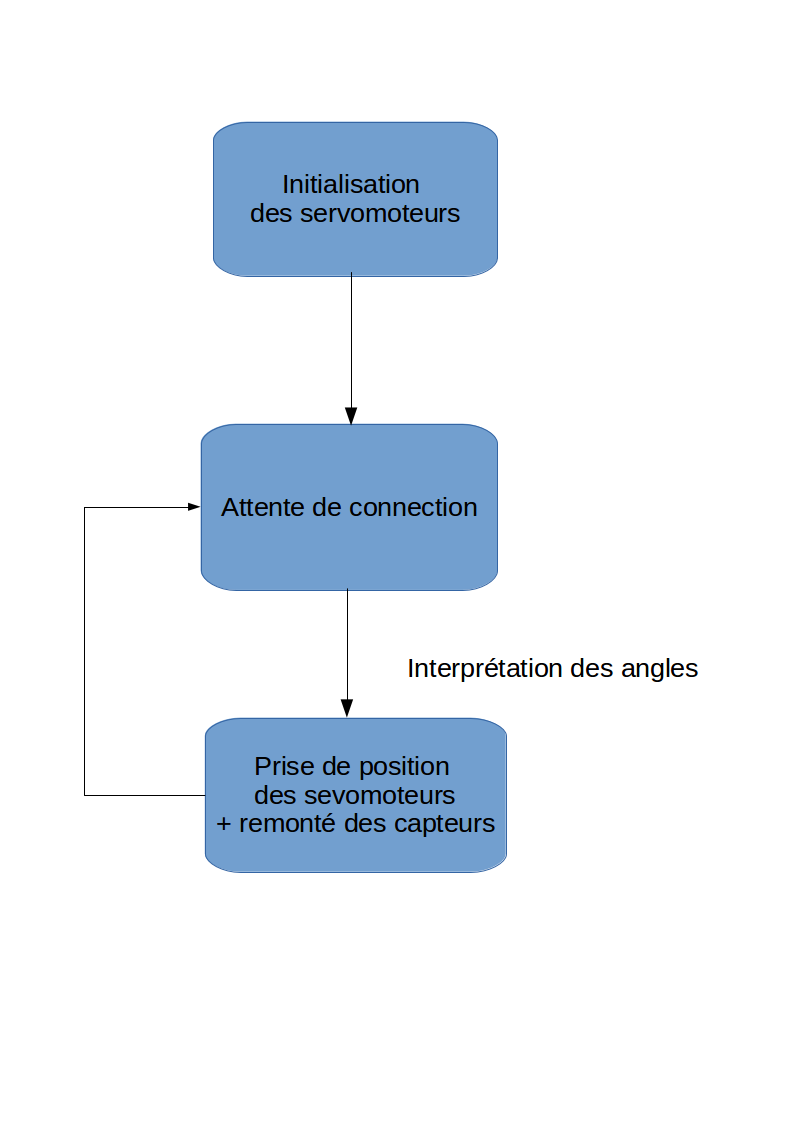 Initialisation
des servomoteurs
Attente de connection
Interprétation des angles
Prise de position
des sevomoteurs
+ remonté des capteurs